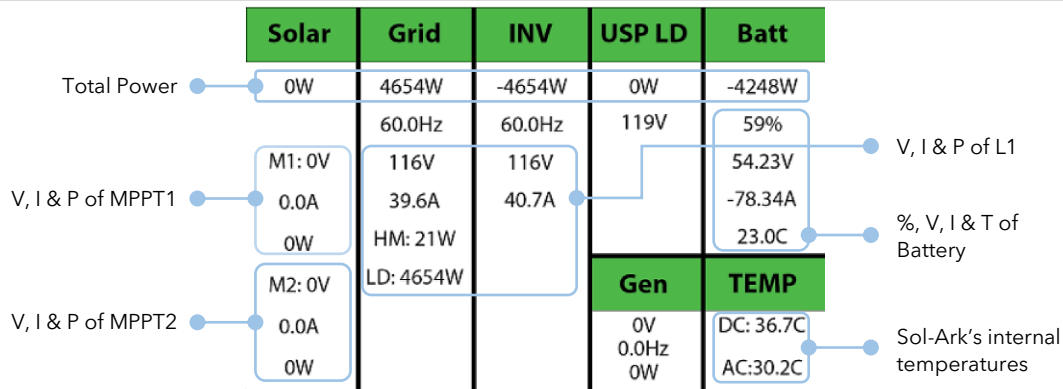 Solar Grid INV USP LD Batt
Total Power 0W 4654W -4654W 0W -4248W
60.0Hz 60.0Hz 119V 59%
M1: 0V 116V 116V 54.23V V, I & P of L1
V, I & P of MPPT1 0.0A 39.6A 40.7A -78.34A
0W HM: 21W 23.0C %, V, I & T of
Battery
M2: 0V LD: 4654W Gen TEMP
V, I & P of MPPT2 0.0A 0V DC: 36.7C
0.0Hz Sol-Ark's internal
0W 0W AC:30.2C temperatures